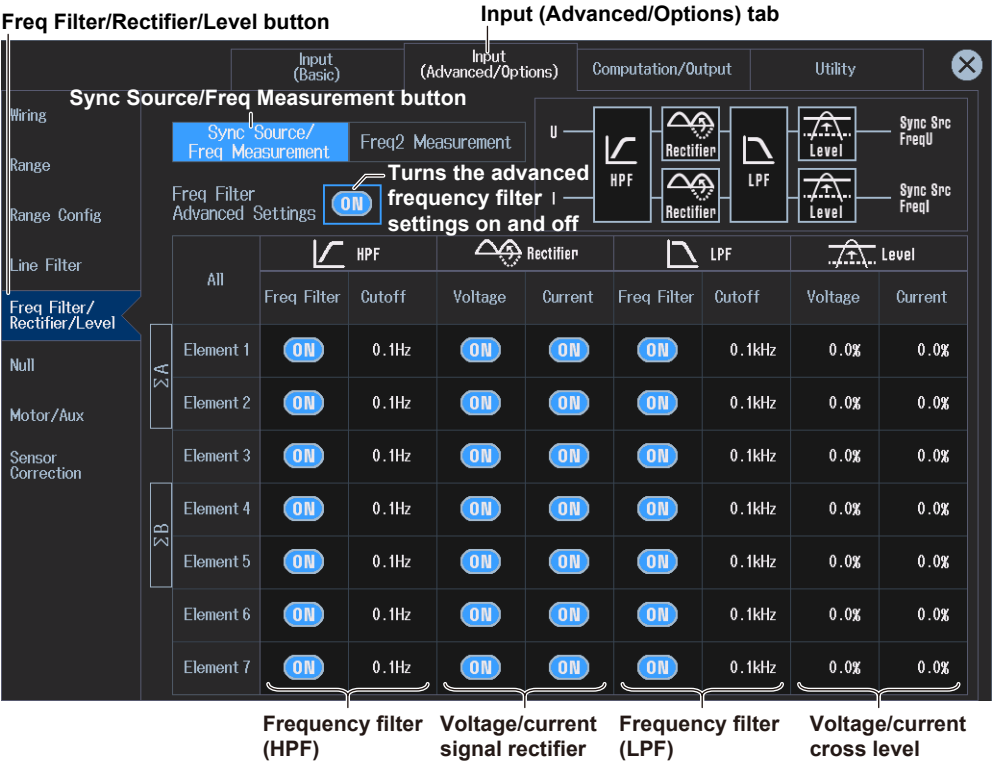 Freq Filter/Rectifier/Level button
Input (Advanced/Options) tab
Input
(Basic)
Input
(Advanced/Options)
Computation/Output
Utility
Wiring
Range
Range Config
Line Filter
Freq Filter/
Rectifier/Level
Null
Motor/Aux
Sensor
Correction
Sync Source/Freq Measurement button
Sync Source/
Freq Measurement
Freq2 Measurement
Freq Filter
Advanced Settings
ON
Turns the advanced
frequency filter
settings on and off
U
I
HPF
Rectifier
Rectifier
LPF
Level
Level
Sync Src
FreqU
Sync Src
FreqI
All
HPF
Rectifier
LPF
Level
Freq Filter Cutoff Voltage Current Freq Filter Cutoff Voltage Current
ΣA
Element 1 ON 0.1Hz ON ON ON 0.1kHz 0.0% 0.0%
Element 2 ON 0.1Hz ON ON ON 0.1kHz 0.0% 0.0%
Element 3 ON 0.1Hz ON ON ON 0.1kHz 0.0% 0.0%
ΣB
Element 4 ON 0.1Hz ON ON ON 0.1kHz 0.0% 0.0%
Element 5 ON 0.1Hz ON ON ON 0.1kHz 0.0% 0.0%
Element 6 ON 0.1Hz ON ON ON 0.1kHz 0.0% 0.0%
Element 7 ON 0.1Hz ON ON ON 0.1kHz 0.0% 0.0%
Frequency filter
(HPF)
Voltage/current
signal rectifier
Frequency filter
(LPF)
Voltage/current
cross level